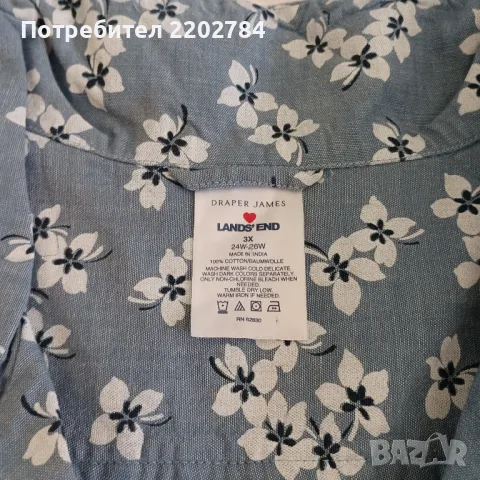 Потребител 2202784
DRAPER JAMES
LANDS' END
3X
24W-26W
MADE IN INDIA
100% COTTON/BAUMWOLLE
MACHINE WASH COLD DELICATE.
WASH DARK COLORS SEPARATELY.
ONLY NON-CHLORINE BLEACH WHEN
NEEDED.
TUMBLE DRY LOW.
WARM IRON IF NEEDED.
RN 62830
BAZAR